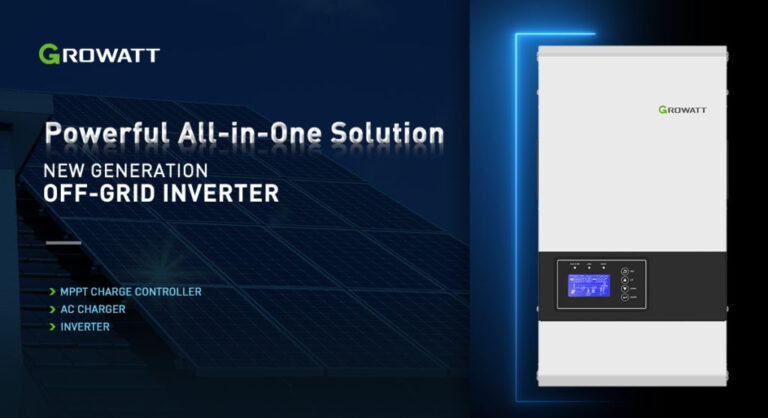 GROWATT
Powerful All-in-One Solution
NEW GENERATION
OFF-GRID INVERTER
> MPPT CHARGE CONTROLLER
> AC CHARGER
> INVERTER
GROWATT